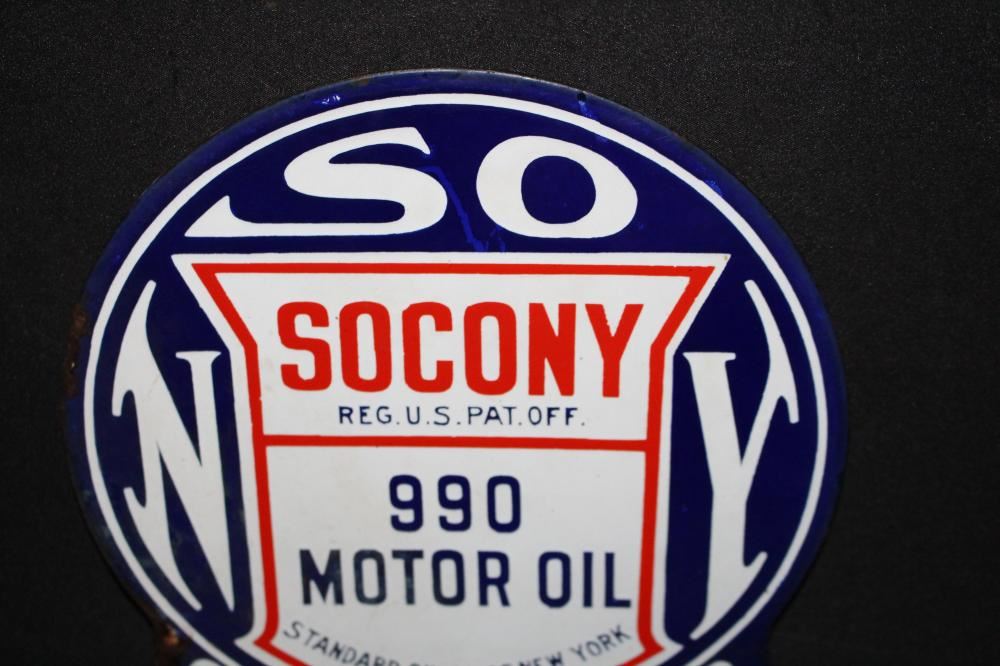 SO
N Y
SOCONY
REG. U.S. PAT. OFF.
990
MOTOR OIL
STANDARD NEW YORK